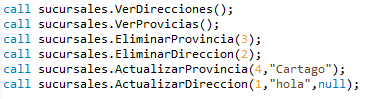 call sucursales.VerDirecciones();
call sucursales.VerProvicias();
call sucursales.EliminarProvincia(3);
call sucursales.EliminarDireccion(2);
call sucursales.ActualizarProvincia(4,"Cartago");
call sucursales.ActualizarDireccion(1,"hola",null);